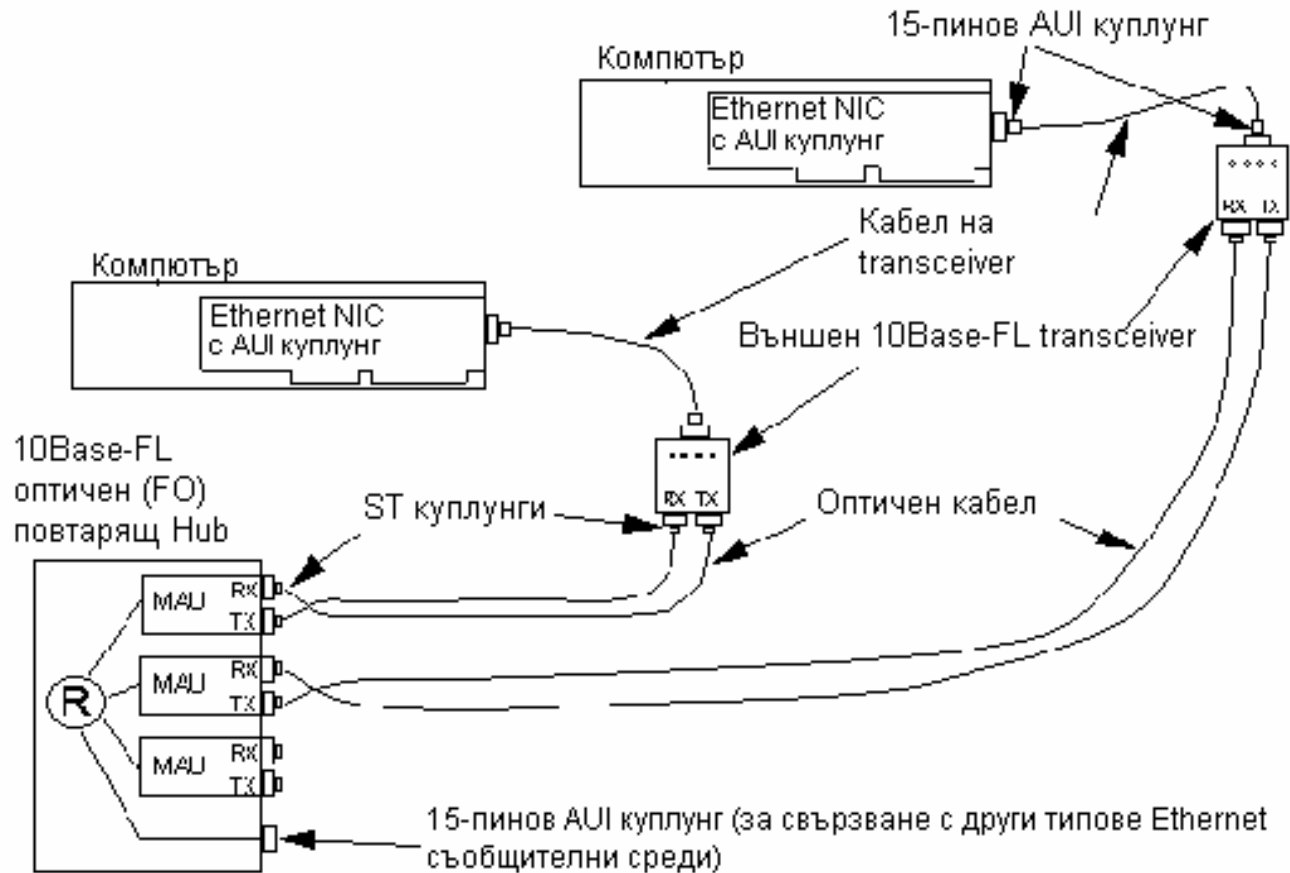 15-пинов AUI куплунг
Компютър
Ethernet NIC
с AUI куплунг
RX TX
Кабел на
transceiver
Компютър
Ethernet NIC
с AUI куплунг
Външен 10Base-FL transceiver
10Base-FL
оптичен (FO)
повтарящ Hub
ST куплунги
RX TX
Оптичен кабел
MAU
RX
TX
MAU
RX
TX
R
MAU
RX
TX
15-пинов AUI куплунг (за свързване с други типове Ethernet
съобщителни среди)